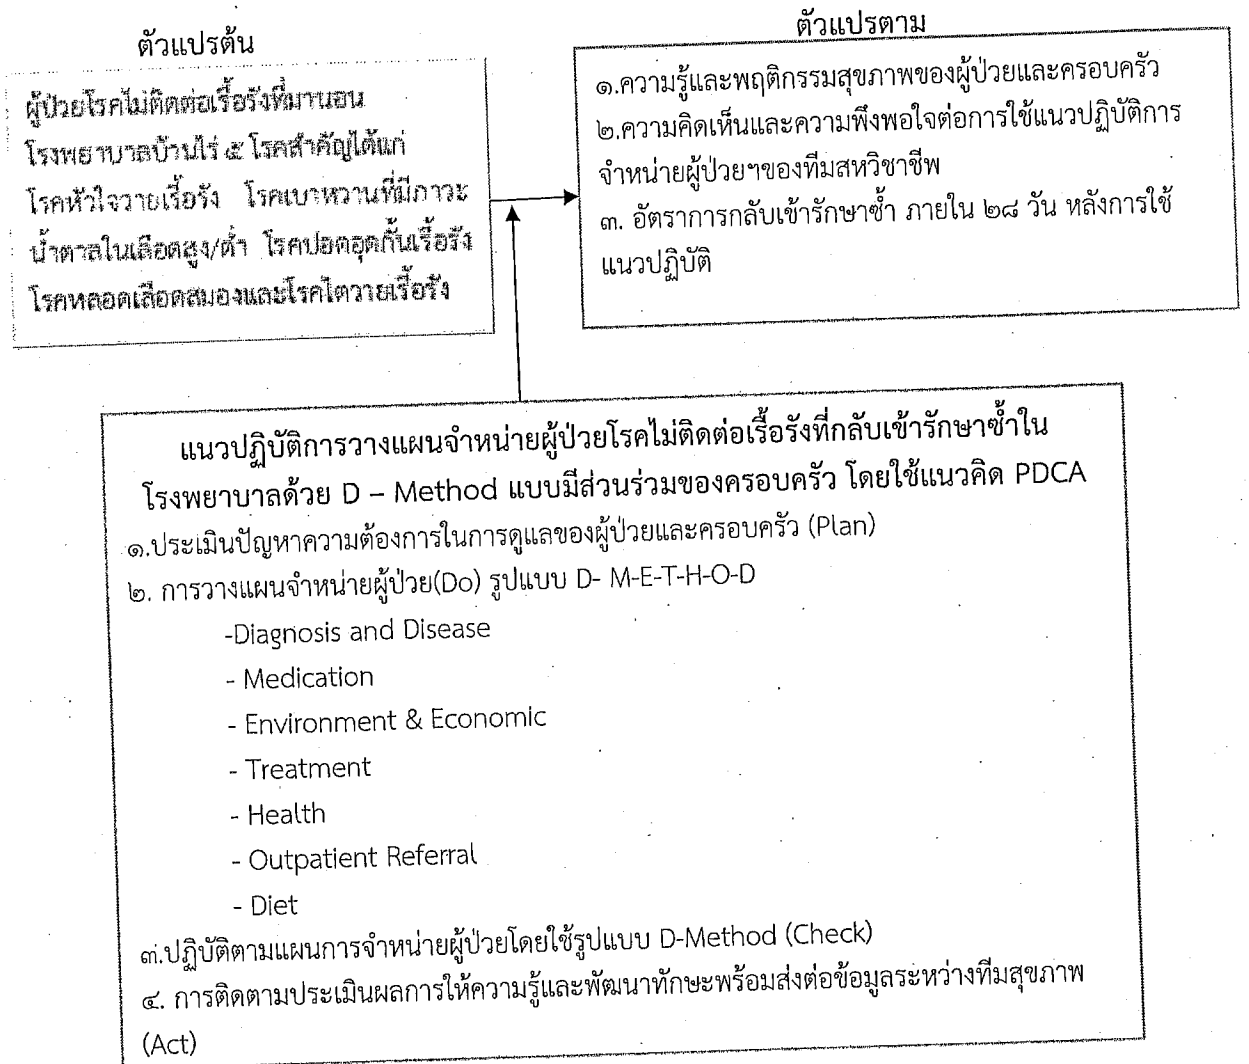 ตัวแปรต้น
ผู้ป่วยโรคไม่ติดต่อเรื้อรังที่มานอน
โรงพยาบาลบ้านไร่ ๕ โรคสำคัญได้แก่
โรคหัวใจวายเรื้อรัง โรคเบาหวานที่มีภาวะ
น้ำตาลในเลือดสูง/ต่ำ โรคปอดอุดกั้นเรื้อรัง
โรคหลอดเลือดสมองและโรคไตวายเรื้อรัง
ตัวแปรตาม
๑.ความรู้และพฤติกรรมสุขภาพของผู้ป่วยและครอบครัว
๒.ความคิดเห็นและความพึงพอใจต่อการใช้แนวปฏิบัติการ
จำหน่ายผู้ป่วยฯของทีมสหวิชาชีพ
๓. อัตราการกลับเข้ารักษาซ้ำ ภายใน ๒๘ วัน หลังการใช้
แนวปฏิบัติ
แนวปฏิบัติการวางแผนจำหน่ายผู้ป่วยโรคไม่ติดต่อเรื้อรังที่กลับเข้ารักษาซ้ำใน
โรงพยาบาลด้วย D – Method แบบมีส่วนร่วมของครอบครัว โดยใช้แนวคิด PDCA
๑.ประเมินปัญหาความต้องการในการดูแลของผู้ป่วยและครอบครัว (Plan)
๒. การวางแผนจำหน่ายผู้ป่วย(Do) รูปแบบ D- M-E-T-H-O-D
-Diagnosis and Disease
- Medication
- Environment & Economic
- Treatment
- Health
- Outpatient Referral
- Diet
๓.ปฏิบัติตามแผนการจำหน่ายผู้ป่วยโดยใช้รูปแบบ D-Method (Check)
๔. การติดตามประเมินผลการให้ความรู้และพัฒนาทักษะพร้อมส่งต่อข้อมูลระหว่างทีมสุขภาพ
(Act)